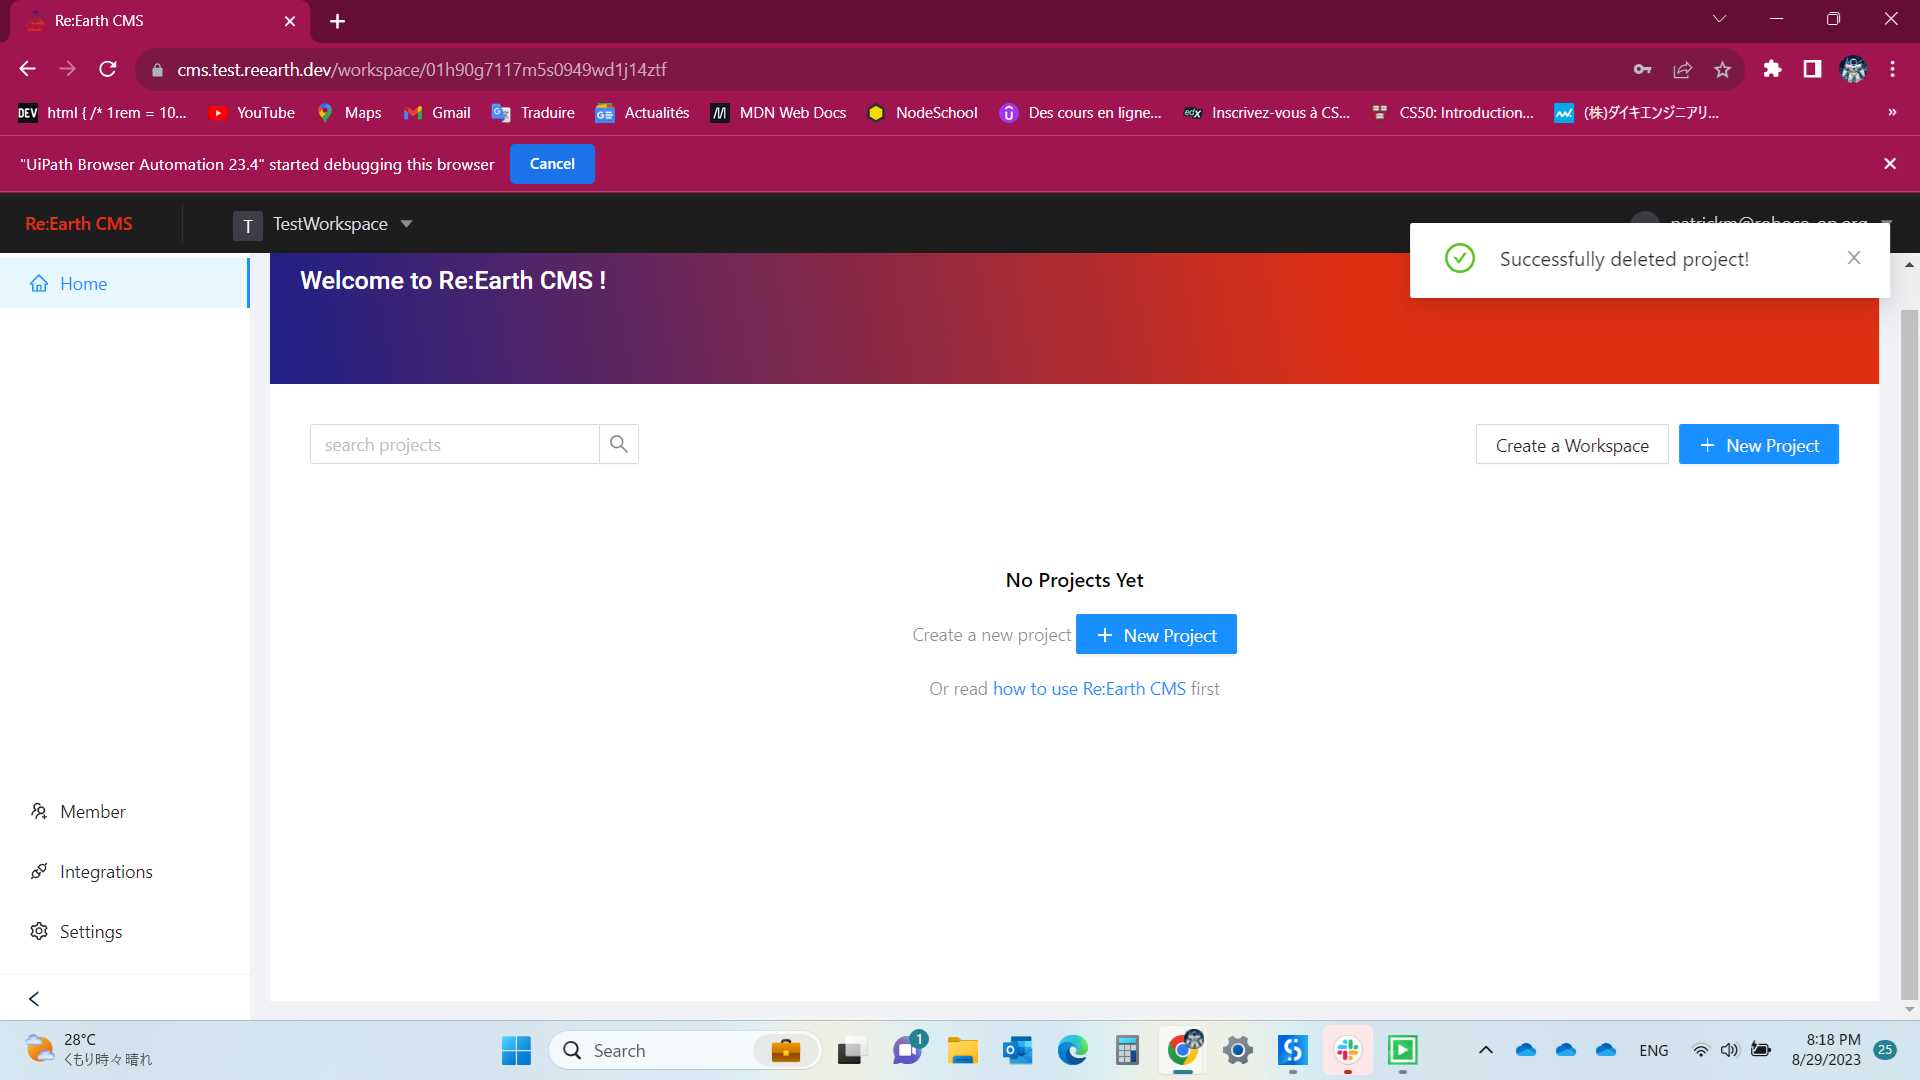 Re:Earth CMS
cms.test.reearth.dev/workspace/01h90g7117m5s0949wd1j14ztf
DEV html { /* 1rem = 10... YouTube Maps Gmail Traduire Actualités MDN Web Docs NodeSchool Des cours en ligne... edX Inscrivez-vous à CS... CS50: Introduction... (株)ダイキエンジニアリ... »
"UiPath Browser Automation 23.4" started debugging this browser Cancel
Re:Earth CMS T TestWorkspace
Successfully deleted project!
Home
Welcome to Re:Earth CMS !
search projects
Create a Workspace
New Project
No Projects Yet
Create a new project New Project
Or read how to use Re:Earth CMS first
Member
Integrations
Settings
28°C
くもり時々晴れ
Search
1
ENG
8:18 PM
8/29/2023
25